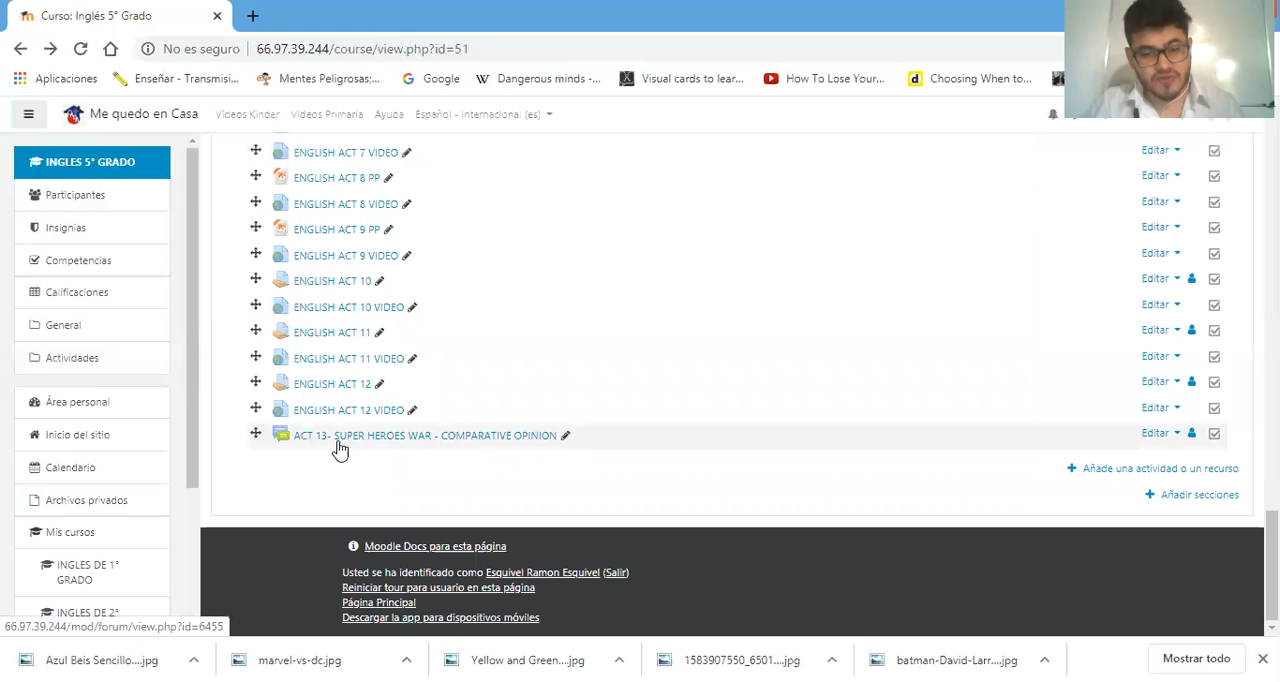 Curso: Inglés 5° Grado
No es seguro | 66.97.39.244/course/view.php?id=51
Aplicaciones Enseñar - Transmisi... Mentes Peligrosas;... Google Dangerous minds -... Visual cards to lear... How To Lose Your... Choosing When to...
Me quedo en Casa Vídeos Kinder Vídeos Primaria Ayuda Español - Internacional (es)
INGLES 5° GRADO
Participantes
Insignias
Competencias
Calificaciones
General
Actividades
Área personal
Inicio del sitio
Calendario
Archivos privados
Mis cursos
INGLES DE 1°
GRADO
INGLES DE 2°
ENGLISH ACT 7 VIDEO Editar
ENGLISH ACT 8 PP Editar
ENGLISH ACT 8 VIDEO Editar
ENGLISH ACT 9 PP Editar
ENGLISH ACT 9 VIDEO Editar
ENGLISH ACT 10 Editar
ENGLISH ACT 10 VIDEO Editar
ENGLISH ACT 11 Editar
ENGLISH ACT 11 VIDEO Editar
ENGLISH ACT 12 Editar
ENGLISH ACT 12 VIDEO Editar
ACT 13- SUPER HEROES WAR - COMPARATIVE OPINION Editar
Añade una actividad o un recurso
Añadir secciones
Moodle Docs para esta página
Usted se ha identificado como Esquivel Ramon Esquivel (Salir)
Reiniciar tour para usuario en esta página
Página Principal
Descargar la app para dispositivos móviles
66.97.39.244/mod/forum/view.php?id=6455
Azul Beis Sencillo....jpg marvel-vs-dc.jpg Yellow and Green....jpg 1583907550_6501....jpg batman-David-Larr....jpg Mostrar todo